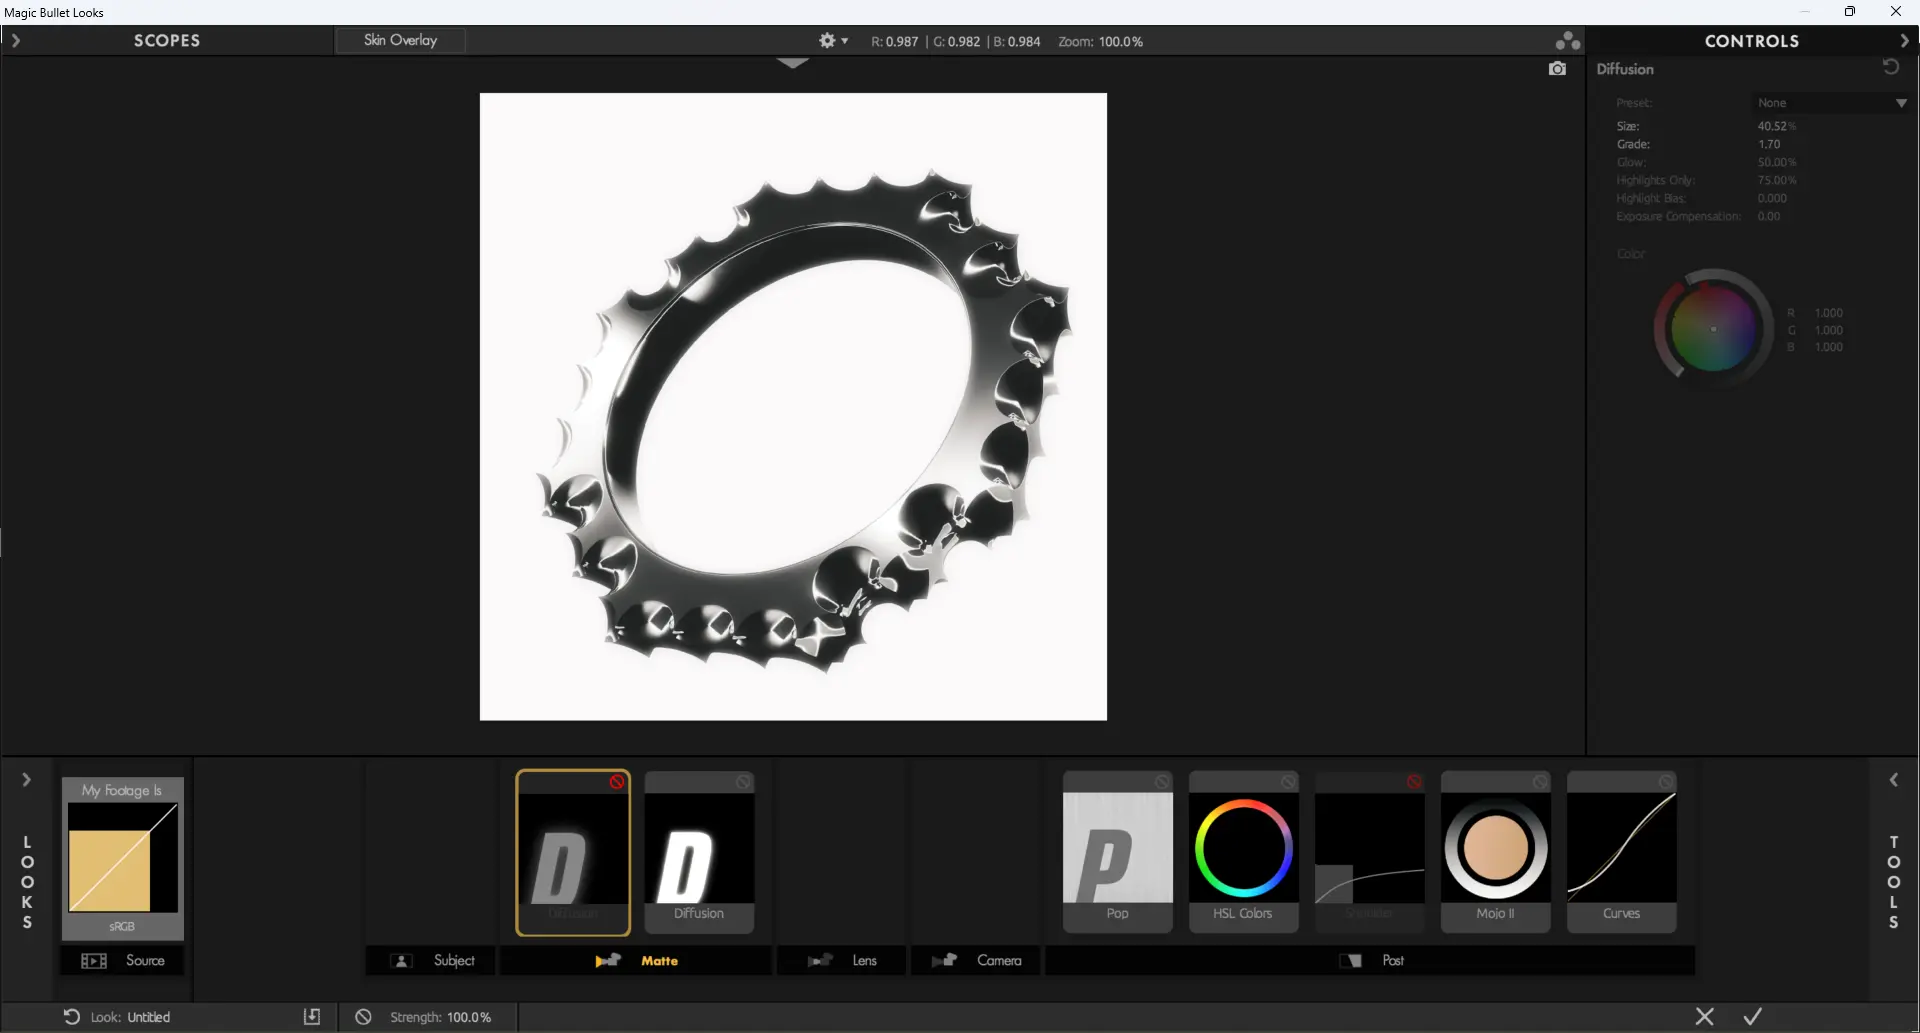 Magic Bullet Looks
SCOPES
Skin Overlay
R: 0.987 | G: 0.982 | B: 0.984 Zoom: 100.0%
CONTROLS
Diffusion
Preset: None
Size: 40.52%
Grade: 1.70
Glow: 50.00%
Highlights Only: 75.00%
Highlight Bias: 0.000
Exposure Compensation: 0.00
Color
R 1.000
G 1.000
B 1.000
LOOKS
My Footage Is
sRGB
Source
D
Diffusion
D
Diffusion
P
Pop
HSL Colors
Shoulder
Mojo II
Curves
TOOLS
Subject
Matte
Lens
Camera
Post
Look: Untitled
Strength: 100.0%